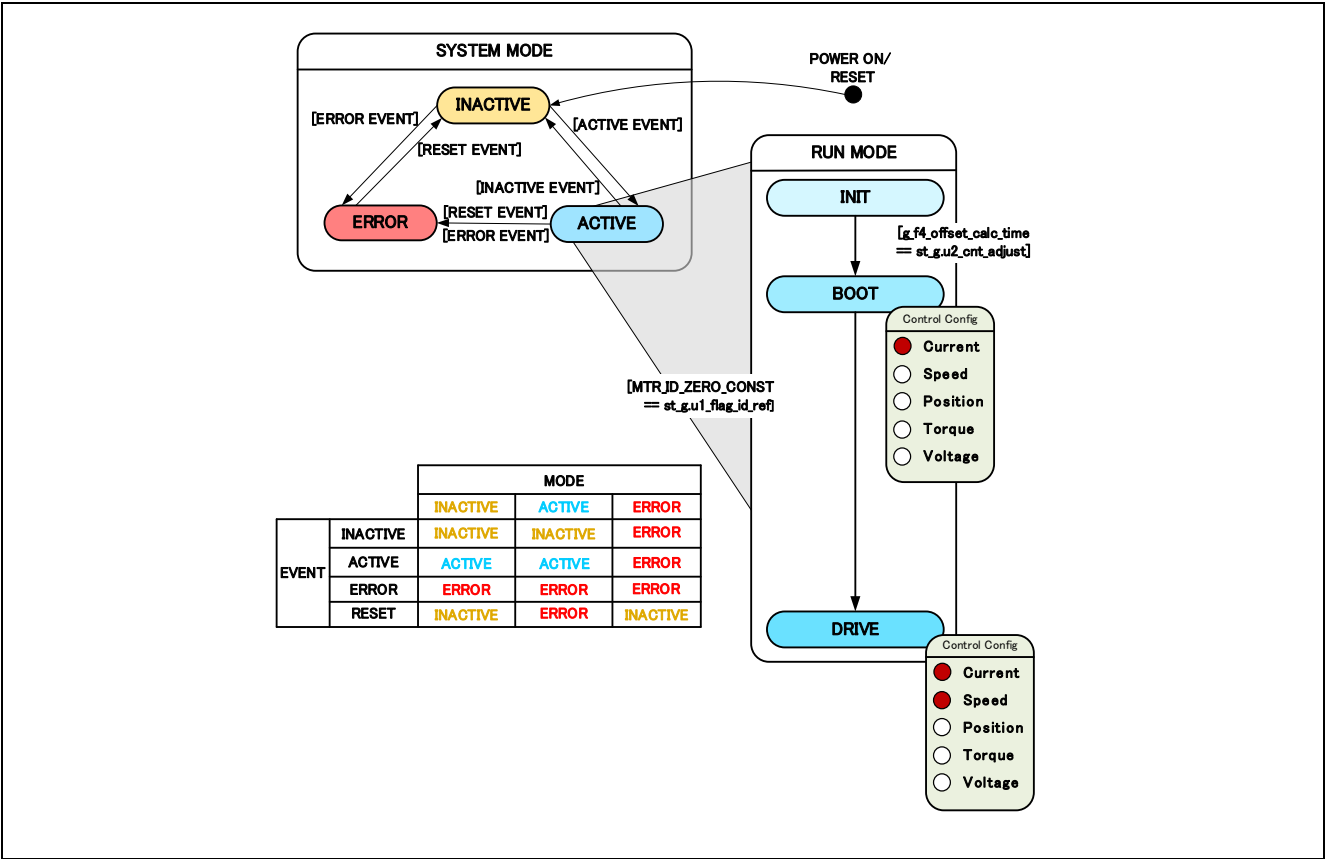 SYSTEM MODE
POWER ON/
RESET
INACTIVE
[ERROR EVENT]
[ACTIVE EVENT]
[RESET EVENT]
[INACTIVE EVENT]
ERROR
[RESET EVENT]
[ERROR EVENT]
ACTIVE
RUN MODE
INIT
[g_f4_offset_calc_time
== st_g.u2_cnt_adjust]
BOOT
Control Config
Current
Speed
Position
Torque
Voltage
[MTR_ID_ZERO_CONST
== st_g.u1_flag_id_ref]
DRIVE
Control Config
Current
Speed
Position
Torque
Voltage
MODE
INACTIVE ACTIVE ERROR
EVENT
INACTIVE INACTIVE INACTIVE ERROR
ACTIVE ACTIVE ACTIVE ERROR
ERROR ERROR ERROR ERROR
RESET INACTIVE ERROR INACTIVE